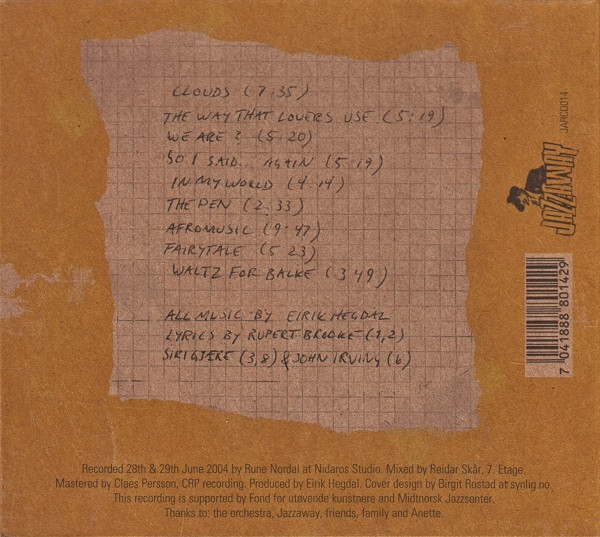 CLOUDS (7:35)
THE WAY THAT LOVERS USE (5:19)
WE ARE? (5 20)
SO I SAID... AGAIN (5 19)
IN MY WORLD (4 14)
THE PEN (2:33)
AFROMUSIC (9:47)
FAIRYTALE (5 23)
WALTZ FOR BALKE (3 49)
ALL MUSIC BY EIRIK HEGDAL
LYRICS BY RUPERT BROOKE (1,2)
SIRI GJÆRE (3,8) & JOHN IRVING (6)
JARCD014
JAZZAWAY
7 041888 801429
Recorded 28th & 29th June 2004 by Rune Nordal at Nidaros Studio. Mixed by Reidar Skår, 7. Etage.
Mastered by Claes Persson, CRP recording. Produced by Eirik Hegdal. Cover design by Birgit Rostad at synlig.no.
This recording is supported by Fond for utøvende kunstnere and Midtnorsk Jazzsenter.
Thanks to: the orchestra, Jazzaway, friends, family and Anette.